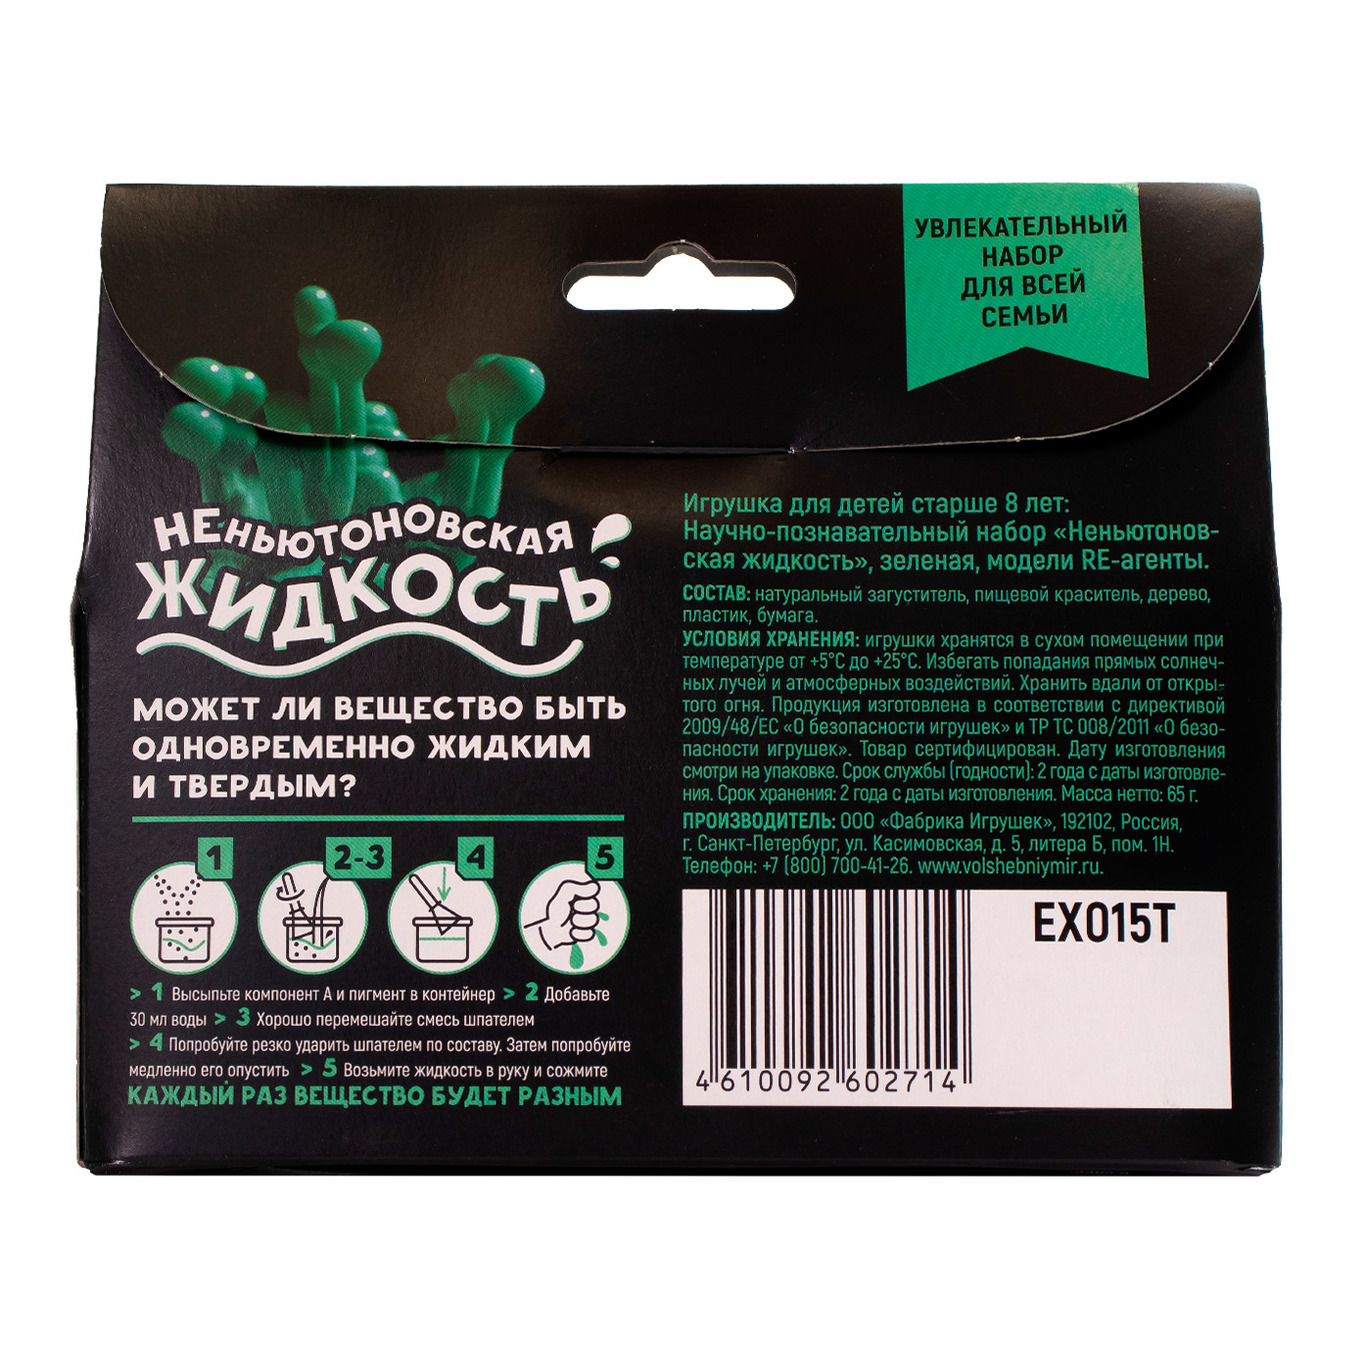 УВЛЕКАТЕЛЬНЫЙ
НАБОР
ДЛЯ ВСЕЙ
СЕМЬИ
НЕНЬЮТОНОВСКАЯ
ЖИДКОСТЬ
МОЖЕТ ЛИ ВЕЩЕСТВО БЫТЬ
ОДНОВРЕМЕННО ЖИДКИМ
И ТВЕРДЫМ?
1 2-3 4 5
> 1 Высыпьте компонент А и пигмент в контейнер > 2 Добавьте
30 мл воды > 3 Хорошо перемешайте смесь шпателем
> 4 Попробуйте резко ударить шпателем по составу. Затем попробуйте
медленно его опустить > 5 Возьмите жидкость в руку и сожмите
КАЖДЫЙ РАЗ ВЕЩЕСТВО БУДЕТ РАЗНЫМ
Игрушка для детей старше 8 лет:
Научно-познавательный набор «Неньютонов-
ская жидкость», зеленая, модели RE-агенты.
СОСТАВ: натуральный загуститель, пищевой краситель, дерево,
пластик, бумага.
УСЛОВИЯ ХРАНЕНИЯ: игрушки хранятся в сухом помещении при
температуре от +5°С до +25°С. Избегать попадания прямых солнеч-
ных лучей и атмосферных воздействий. Хранить вдали от откры-
того огня. Продукция изготовлена в соответствии с директивой
2009/48/ЕС «О безопасности игрушек» и ТР ТС 008/2011 «О безо-
пасности игрушек». Товар сертифицирован. Дату изготовления
смотри на упаковке. Срок службы (годности): 2 года с даты изготовле-
ния. Срок хранения: 2 года с даты изготовления. Масса нетто: 65 г.
ПРОИЗВОДИТЕЛЬ: ООО «Фабрика Игрушек», 192102, Россия,
г. Санкт-Петербург, ул. Касимовская, д. 5, литера Б, пом. 1Н.
Телефон: +7 (800) 700-41-26. www.volshebniymir.ru.
EX015T
4 610092 602714